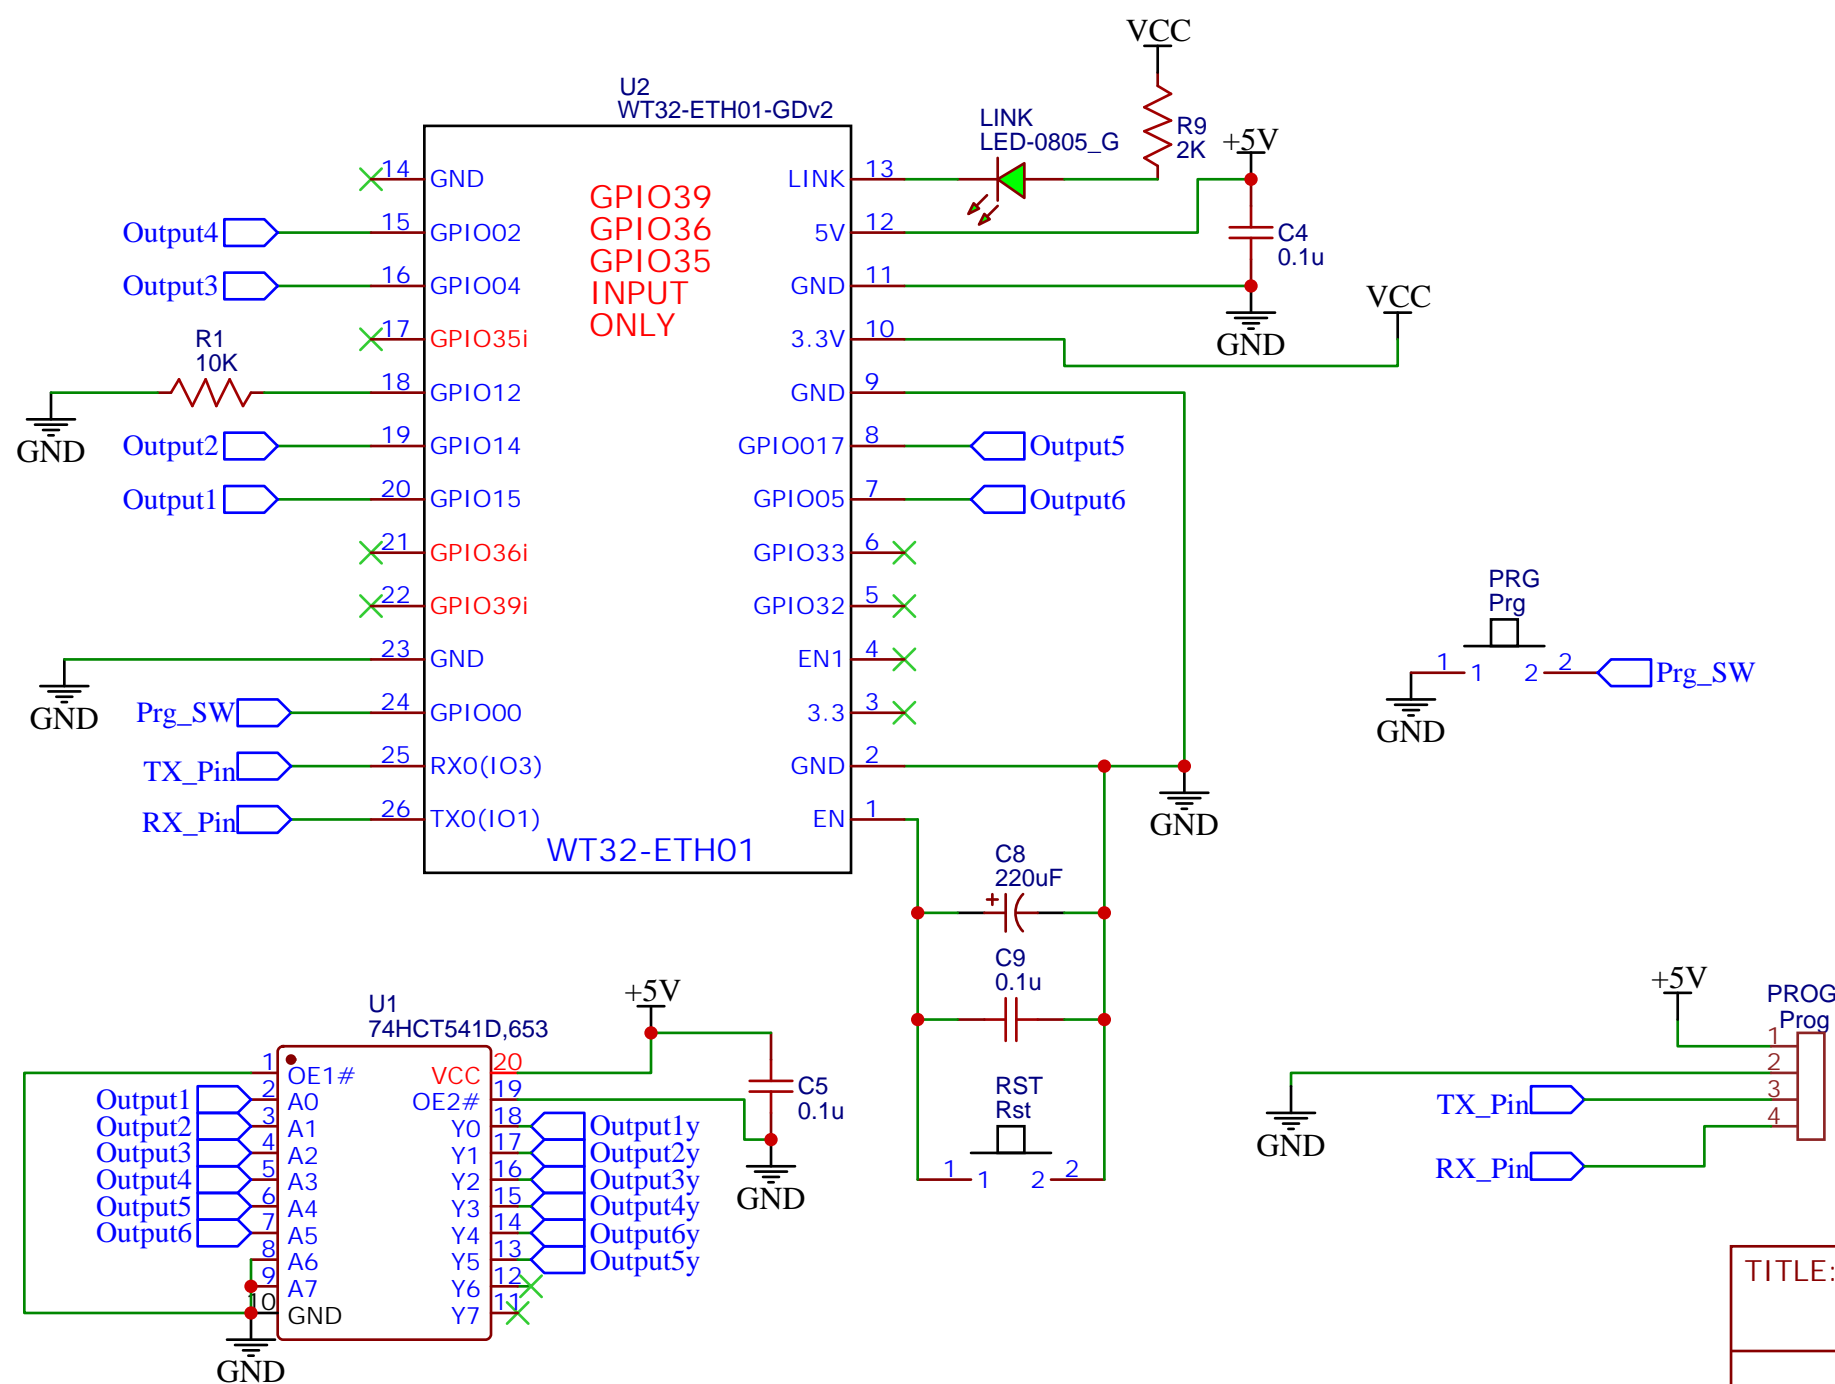 VCC
U2
WT32-ETH01-GDv2
LINK
LED-0805_G
R9
2K
+5V
14 GND
GPIO39
GPIO36
GPIO35
INPUT
ONLY
LINK 13
Output4 15 GPIO02
5V 12
C4
0.1u
Output3 16 GPIO04
GND 11
GND
VCC
R1
10K
17 GPIO35i
3.3V 10
18 GPIO12
GND 9
GND
Output2 19 GPIO14
GPIO017 8 Output5
Output1 20 GPIO15
GPIO05 7 Output6
21 GPIO36i
GPIO33 6
22 GPIO39i
GPIO32 5
23 GND
EN1 4
GND
Prg_SW 24 GPIO00
3.3 3
TX_Pin 25 RX0(IO3)
GND 2
GND
RX_Pin 26 TX0(IO1)
EN 1
WT32-ETH01
PRG
Prg
1 1 2 2 Prg_SW
GND
C8
220uF
+
C9
0.1u
RST
Rst
1 1 2 2
U1
74HCT541D,653
+5V
1 OE1#
VCC 20
Output1 2 A0
OE2# 19
Output2 3 A1
Y0 18 Output1y
Output3 4 A2
Y1 17 Output2y
Output4 5 A3
Y2 16 Output3y
Output5 6 A4
Y3 15 Output4y
Output6 7 A5
Y4 14 Output6y
8 A6
Y5 13 Output5y
9 A7
Y6 12
10 GND
Y7 11
GND
C5
0.1u
GND
+5V
PROG
Prog
1
2
TX_Pin 3
RX_Pin 4
GND
TITLE: